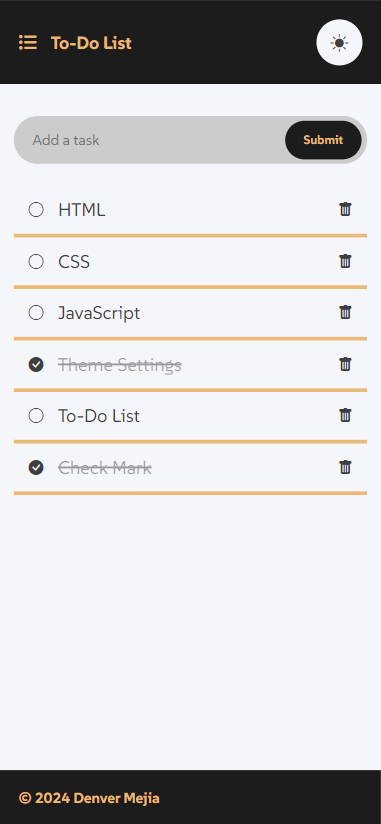 To-Do List
Add a task Submit
HTML
CSS
JavaScript
Theme Settings
To-Do List
Check Mark
© 2024 Denver Mejia